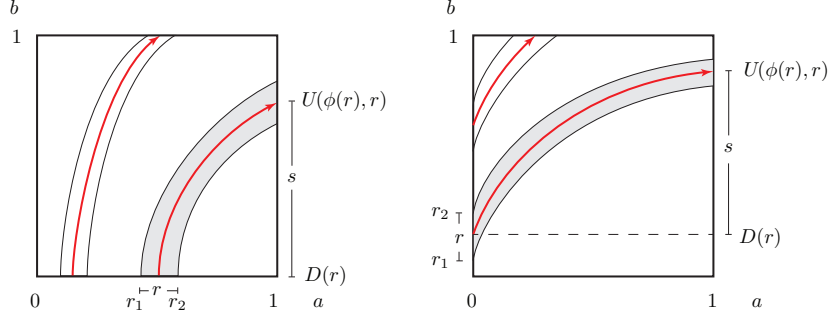 b
1
U(ϕ(r), r)
s
D(r)
r
r₁ r₂
0 1 a
b
1
U(ϕ(r), r)
s
r₂
r
D(r)
r₁
0 1 a